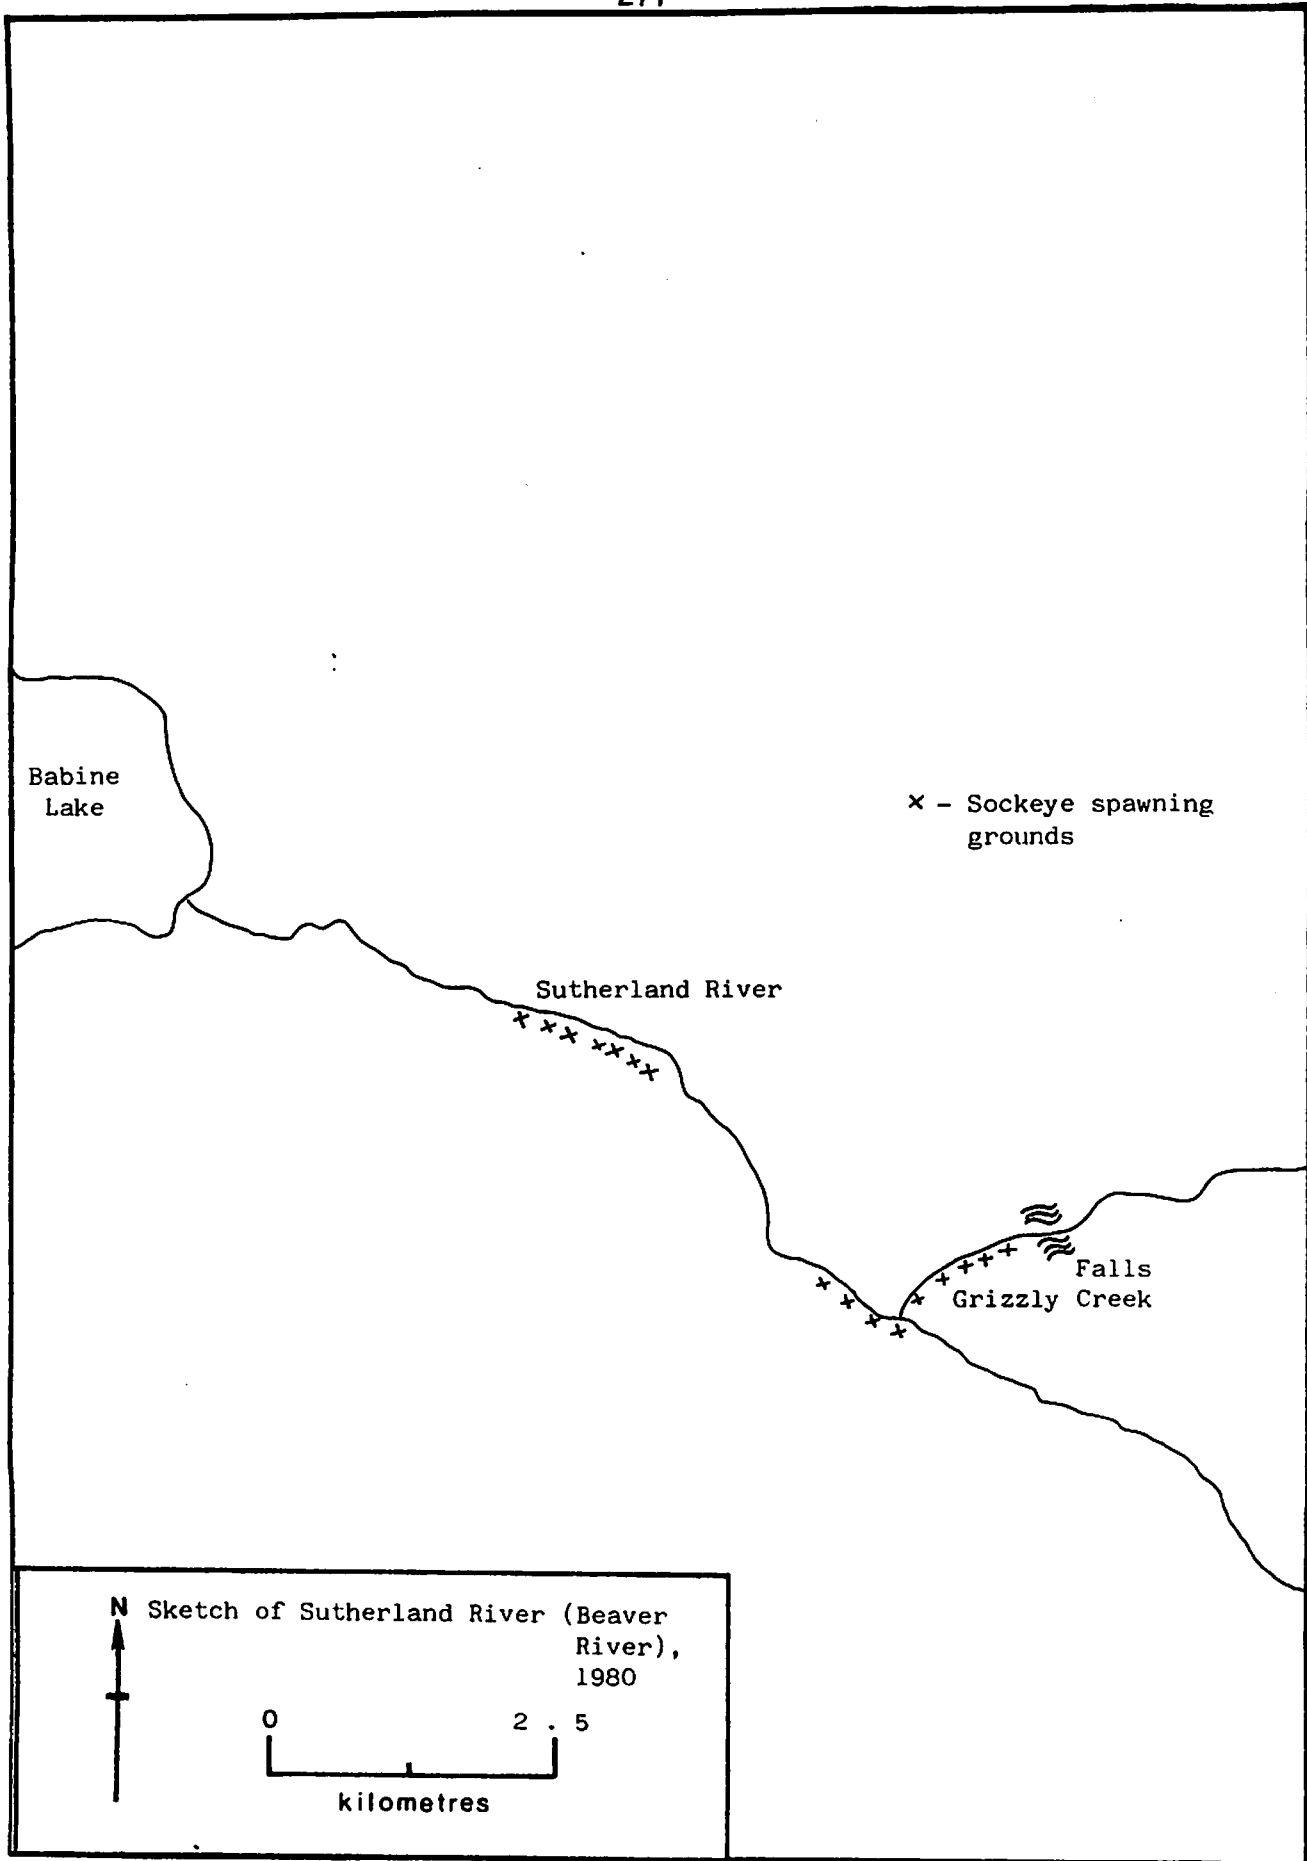 Babine
Lake
× - Sockeye spawning
grounds
Sutherland River
Falls
Grizzly Creek
N Sketch of Sutherland River (Beaver
River),
1980
0 2 . 5
kilometres